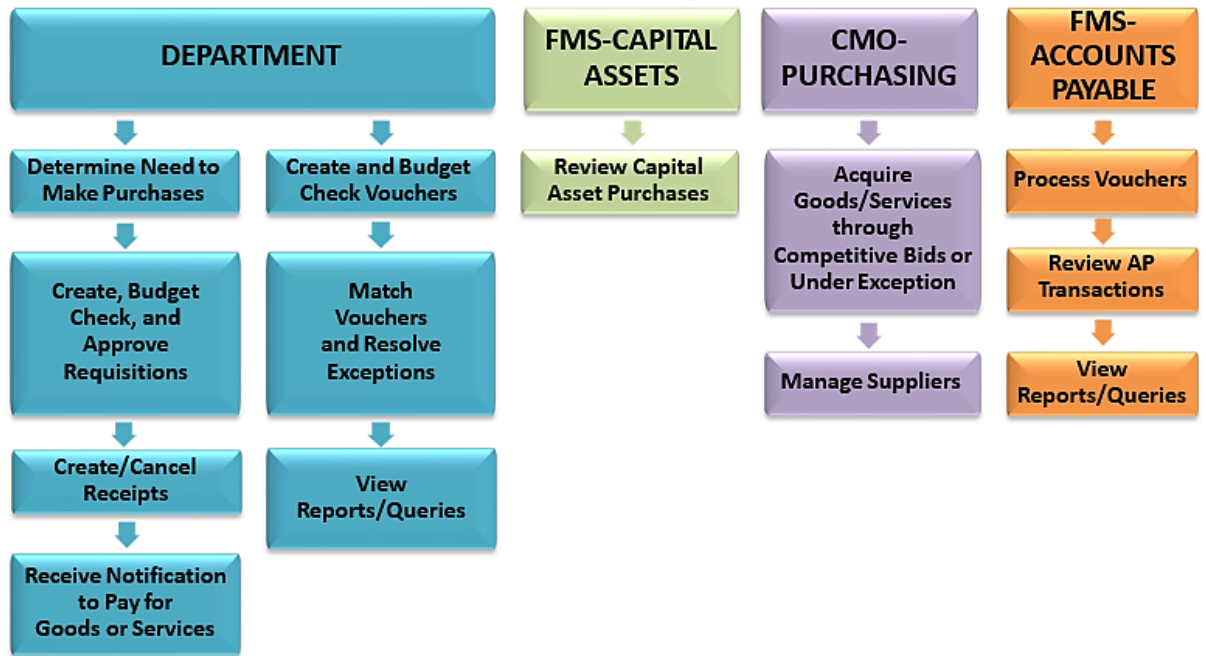 DEPARTMENT
Determine Need to
Make Purchases
Create, Budget
Check, and
Approve
Requisitions
Create/Cancel
Receipts
Receive Notification
to Pay for
Goods or Services
Create and Budget
Check Vouchers
Match
Vouchers
and Resolve
Exceptions
View
Reports/Queries
FMS-CAPITAL
ASSETS
Review Capital
Asset Purchases
CMO-
PURCHASING
Acquire
Goods/Services
through
Competitive Bids or
Under Exception
Manage Suppliers
FMS-
ACCOUNTS
PAYABLE
Process Vouchers
Review AP
Transactions
View
Reports/Queries